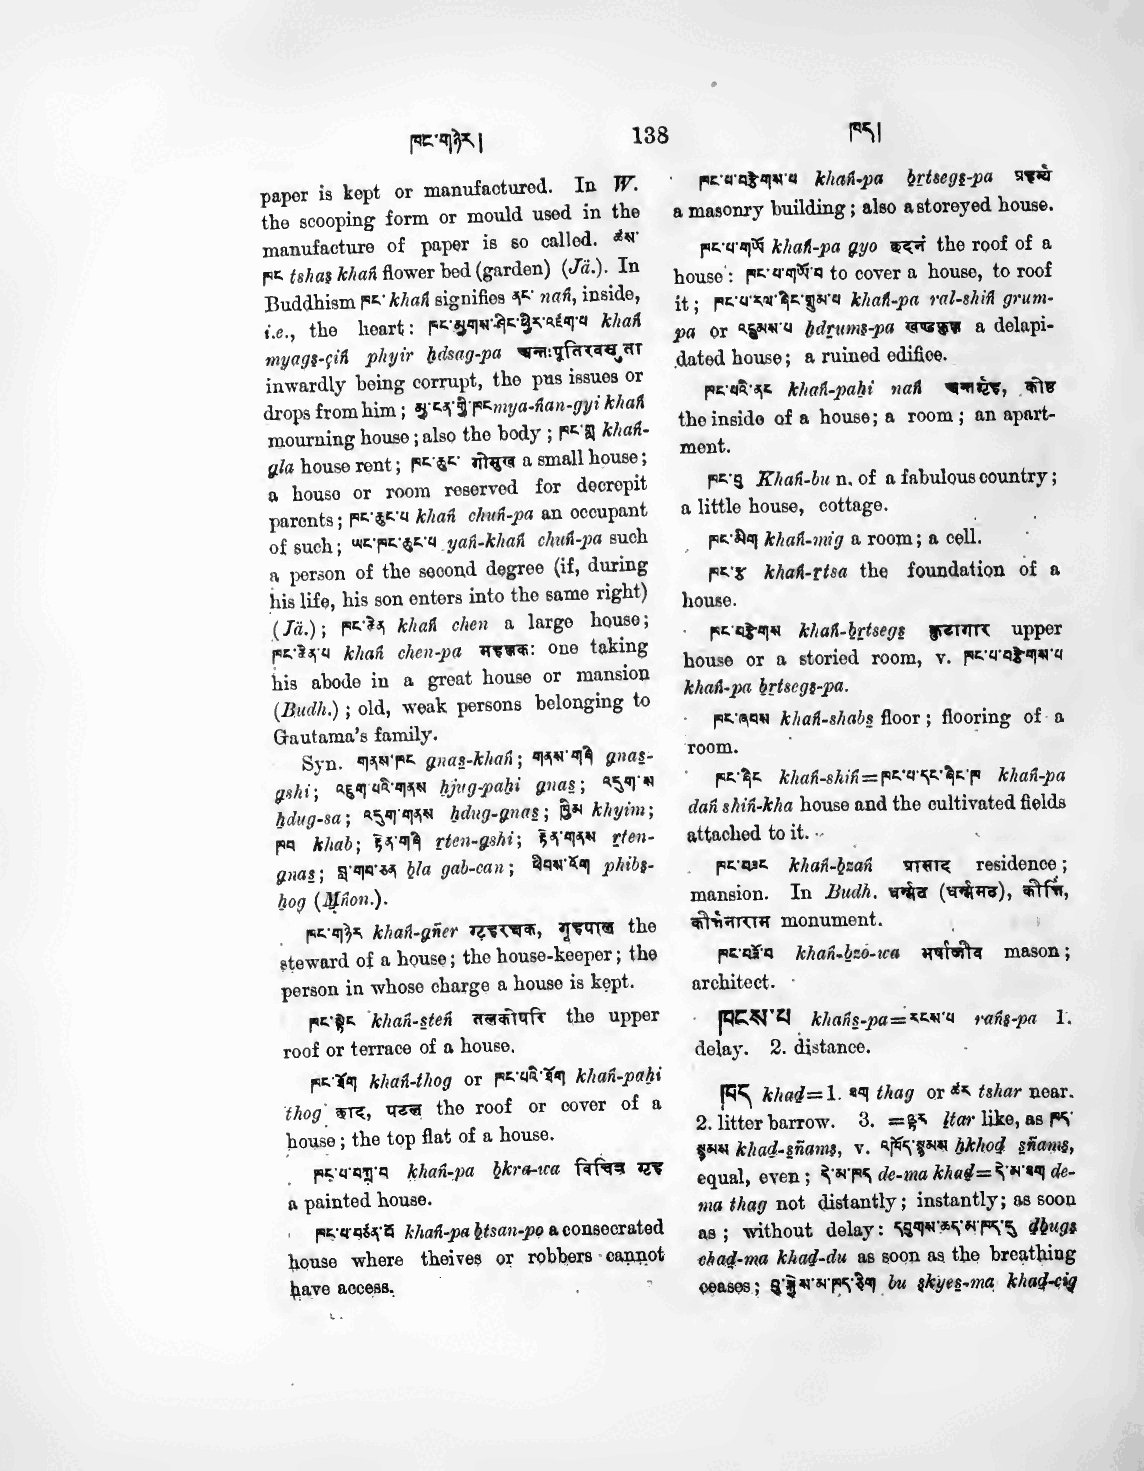 ཁང་གཉེར། 138 ཁད།
paper is kept or manufactured. In W.
the scooping form or mould used in the
manufacture of paper is so called. ཚས་
ཁང tshas khañ flower bed (garden) (Jä.). In
Buddhism ཁང་ khañ signifies ནང་ nañ, inside,
i.e., the heart: ཁང་མྱགས་ཤིང་ཕྱིར་འཛག་པ khañ
myags-çiñ phyir ḥdsag-pa
inwardly being corrupt, the pus issues or
drops from him; མྱ་ངན་གྱི་ཁང mya-ñan-gyi khañ
mourning house; also the body; ཁང་གླ khañ-
gla house rent; ཁང་ཆུང་ a small house;
a house or room reserved for decrepit
parents; ཁང་ཆུང་པ khañ chuñ-pa an occupant
of such; ཡང་ཁང་ཆུང་པ yañ-khañ chuñ-pa such
a person of the second degree (if, during
his life, his son enters into the same right)
(Jä.); ཁང་ཆེན khañ chen a large house;
ཁང་ཆེན་པ khañ chen-pa महल्लक: one taking
his abode in a great house or mansion
(Budh.); old, weak persons belonging to
Gautama's family.
Syn. གནས་ཁང gnas-khañ; གནས་གཞི gnas-
gshi; འཇུག་པའི་གནས ḥjug-paḥi gnas; འདུག་ས
ḥdug-sa; འདུག་གནས ḥdug-gnas; ཁྱིམ khyim;
ཁབ khab; རྟེན་གཞི rten-gshi; རྟེན་གནས rten-
gnas; བླ་གབ་ཅན bla gab-can; ཕིབས་ཧོག phibs-
hog (Mñon.).
ཁང་གཉེར khañ-gñer गृहरक्षक, गृहपाल the
steward of a house; the house-keeper; the
person in whose charge a house is kept.
ཁང་སྟེང khañ-steñ तलकोपरि the upper
roof or terrace of a house.
ཁང་ཐོག khañ-thog or ཁང་པའི་ཐོག khañ-paḥi
thog छाद, पटल the roof or cover of a
house; the top flat of a house.
ཁང་པ་བཀྲ་བ khañ-pa bkra-wa विचित्र गृह
a painted house.
ཁང་པ་བཙན་པོ khañ-pa btsan-po a consecrated
house where theives or robbers cannot
have access.
ཁང་པ་བརྩེགས་པ khañ-pa brtsegs-pa
a masonry building; also a storeyed house.
ཁང་པ་གཡོ khañ-pa gyo छदनं the roof of a
house: ཁང་པ་གཡོ་བ to cover a house, to roof
it; ཁང་པ་རལ་ཞིང་གྲུམ་པ khañ-pa ral-shiñ grum-
pa or འདྲུམས་པ ḥdrums-pa खण्डफुल्ल a delapi-
dated house; a ruined edifice.
ཁང་པའི་ནང khañ-paḥi nañ अन्तर्गृह, कोष्ठ
the inside of a house; a room; an apart-
ment.
ཁང་བུ Khañ-bu n. of a fabulous country;
a little house, cottage.
ཁང་མིག khañ-mig a room; a cell.
ཁང་རྩ khañ-rtsa the foundation of a
house.
ཁང་བརྩེགས khañ-brtsegs कूटागार upper
house or a storied room, v. ཁང་པ་བརྩེགས་པ
khañ-pa brtsegs-pa.
ཁང་ཞབས khañ-shabs floor; flooring of a
room.
ཁང་ཞིང khañ-shiñ=ཁང་པ་དང་ཞིང་ཁ khañ-pa
dañ shiñ-kha house and the cultivated fields
attached to it.
ཁང་བཟང khañ-bzañ प्रासाद residence;
mansion. In Budh.
monument.
ཁང་བཟོ་བ khañ-bzo-wa mason;
architect.
ཁངས་པ khañs-pa=རངས་པ rañs-pa 1.
delay. 2. distance.
ཁད khad=1. ཐག thag or ཚར tshar near.
2. litter barrow. 3. =ལྟར ltar like, as ཁད་
སྙམས khad-sñams, v. འཁོད་སྙམས ḥkhod sñams,
equal, even; དེ་མ་ཁད de-ma khad=དེ་མ་ཐག de-
ma thag not distantly; instantly; as soon
as; without delay: དབུགས་ཆད་མ་ཁད་དུ dbugs
chad-ma khad-du as soon as the breathing
ceases; བུ་སྐྱེས་མ་ཁད་ཅིག bu skyes-ma khad-cig